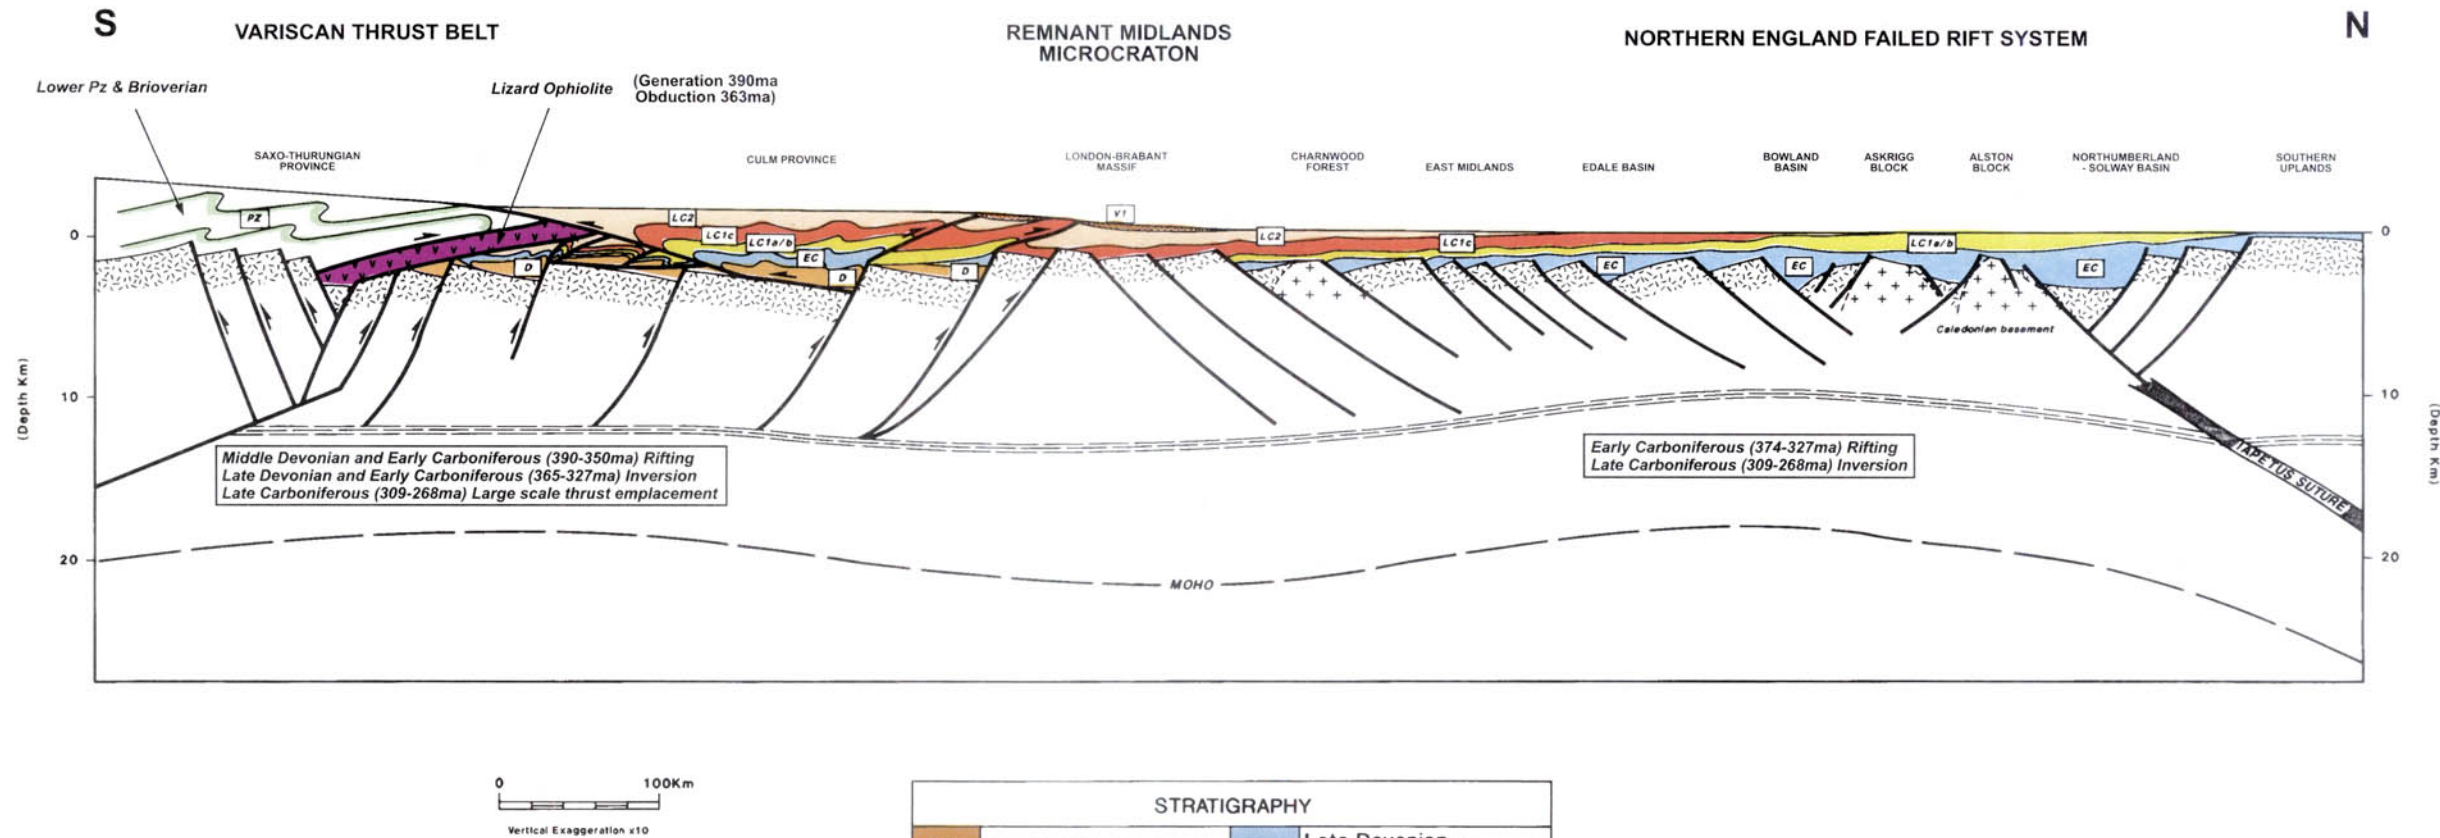 S
N
VARISCAN THRUST BELT
REMNANT MIDLANDS
MICROCRATON
NORTHERN ENGLAND FAILED RIFT SYSTEM
Lower Pz & Brioverian
Lizard Ophiolite
(Generation 390ma
Obduction 363ma)
SAXO-THURUNGIAN
PROVINCE
CULM PROVINCE
LONDON-BRABANT
MASSIF
CHARNWOOD
FOREST
EAST MIDLANDS
EDALE BASIN
BOWLAND
BASIN
ASKRIGG
BLOCK
ALSTON
BLOCK
NORTHUMBERLAND
- SOLWAY BASIN
SOUTHERN
UPLANDS
PZ
LC2
LC1c
LC1a/b
EC
D
D
D
V1
LC2
LC1c
LC1a/b
EC
EC
EC
Caledonian basement
0
10
20
(Depth Km)
0
10
20
(Depth Km)
Middle Devonian and Early Carboniferous (390-350ma) Rifting
Late Devonian and Early Carboniferous (365-327ma) Inversion
Late Carboniferous (309-268ma) Large scale thrust emplacement
Early Carboniferous (374-327ma) Rifting
Late Carboniferous (309-268ma) Inversion
IAPETUS SUTURE
MOHO
0 100Km
Vertical Exaggeration x10
STRATIGRAPHY
Late Devonian